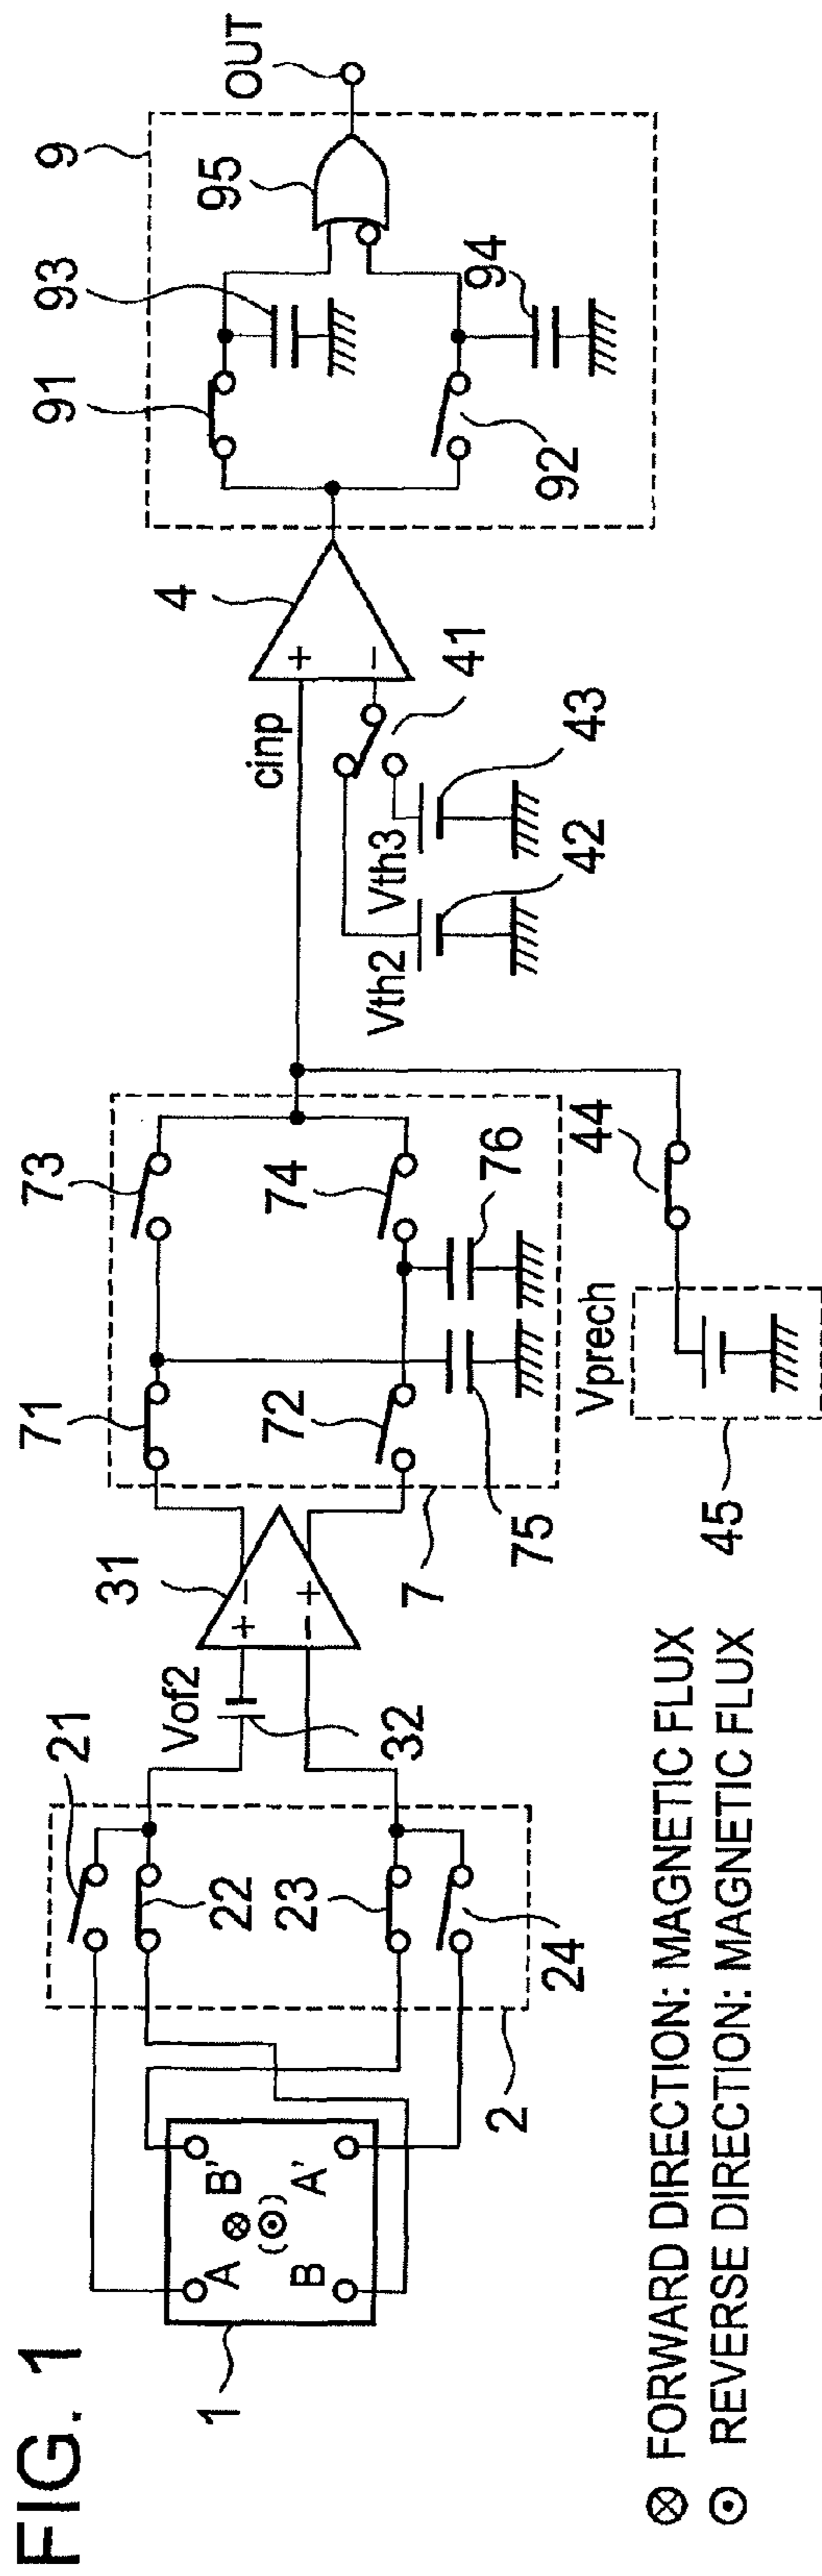 FIG. 1
1
A
B'
B
A'
2
21
22
23
24
Vof2
32
31
+ −
− +
7
71
72
73
74
75
76
Vprech
45
44
cinp
Vth2
Vth3
42
43
41
4
+
−
9
91
92
93
94
95
OUT
⊗ FORWARD DIRECTION: MAGNETIC FLUX
⊙ REVERSE DIRECTION: MAGNETIC FLUX